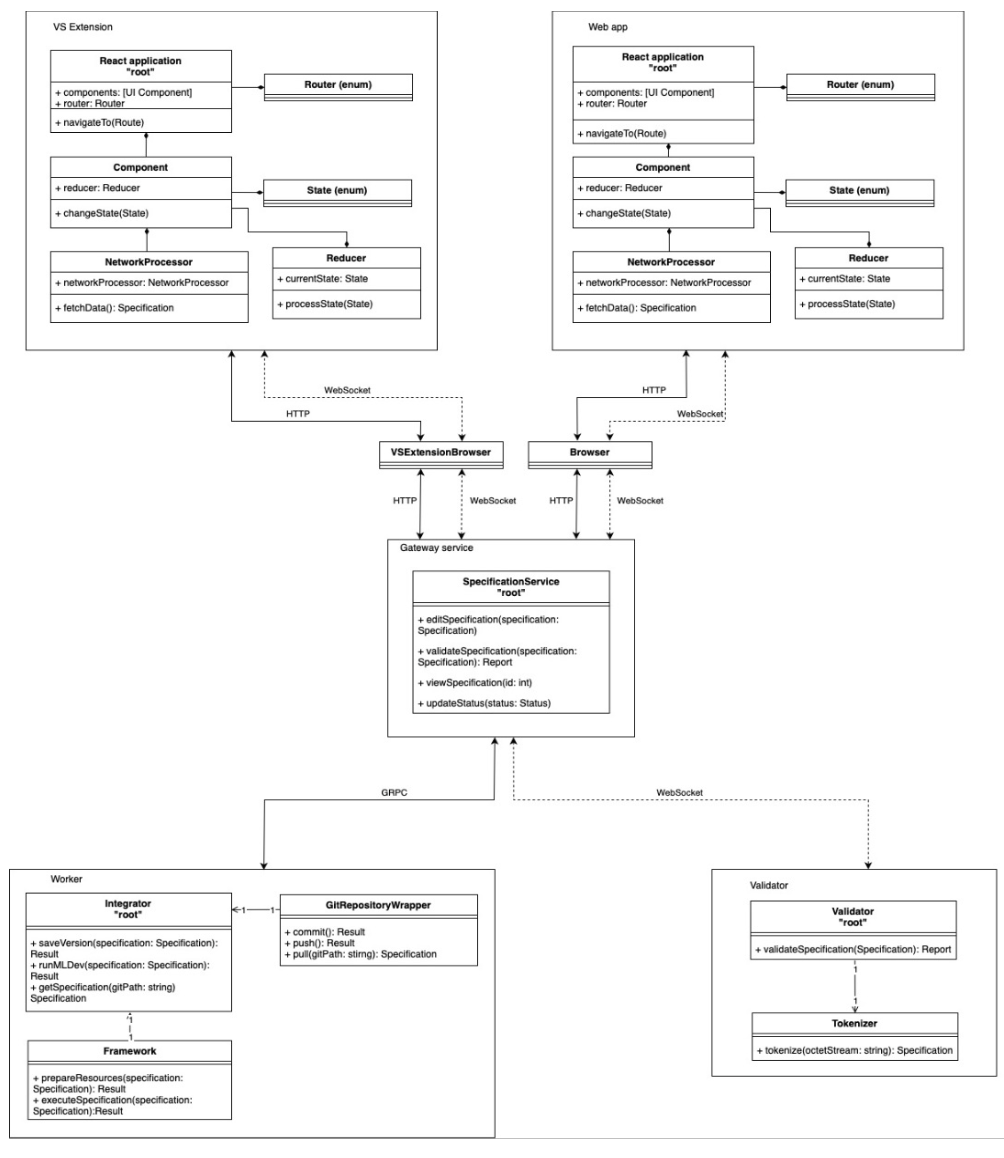 VS Extension
React application
"root"
+ components: [UI Component]
+ router: Router
+ navigateTo(Route)
Router (enum)
Component
+ reducer: Reducer
+ changeState(State)
State (enum)
NetworkProcessor
+ networkProcessor: NetworkProcessor
+ fetchData(): Specification
Reducer
+ currentState: State
+ processState(State)
Web app
React application
"root"
+ components: [UI Component]
+ router: Router
+ navigateTo(Route)
Router (enum)
Component
+ reducer: Reducer
+ changeState(State)
State (enum)
NetworkProcessor
+ networkProcessor: NetworkProcessor
+ fetchData(): Specification
Reducer
+ currentState: State
+ processState(State)
WebSocket
HTTP
HTTP
WebSocket
VSExtensionBrowser
Browser
HTTP
WebSocket
HTTP
WebSocket
Gateway service
SpecificationService
"root"
+ editSpecification(specification:
Specification)
+ validateSpecification(specification:
Specification): Report
+ viewSpecification(id: int)
+ updateStatus(status: Status)
GRPC
WebSocket
Worker
Integrator
"root"
+ saveVersion(specification: Specification):
Result
+ runMLDev(specification: Specification):
Result
+ getSpecification(gitPath: string)
Specification
1
1
GitRepositoryWrapper
+ commit(): Result
+ push(): Result
+ pull(gitPath: stirng): Specification
1
1
Framework
+ prepareResources(specification:
Specification): Result
+ executeSpecification(specification:
Specification):Result
Validator
Validator
"root"
+ validateSpecification(Specification): Report
1
1
Tokenizer
+ tokenize(octetStream: string): Specification